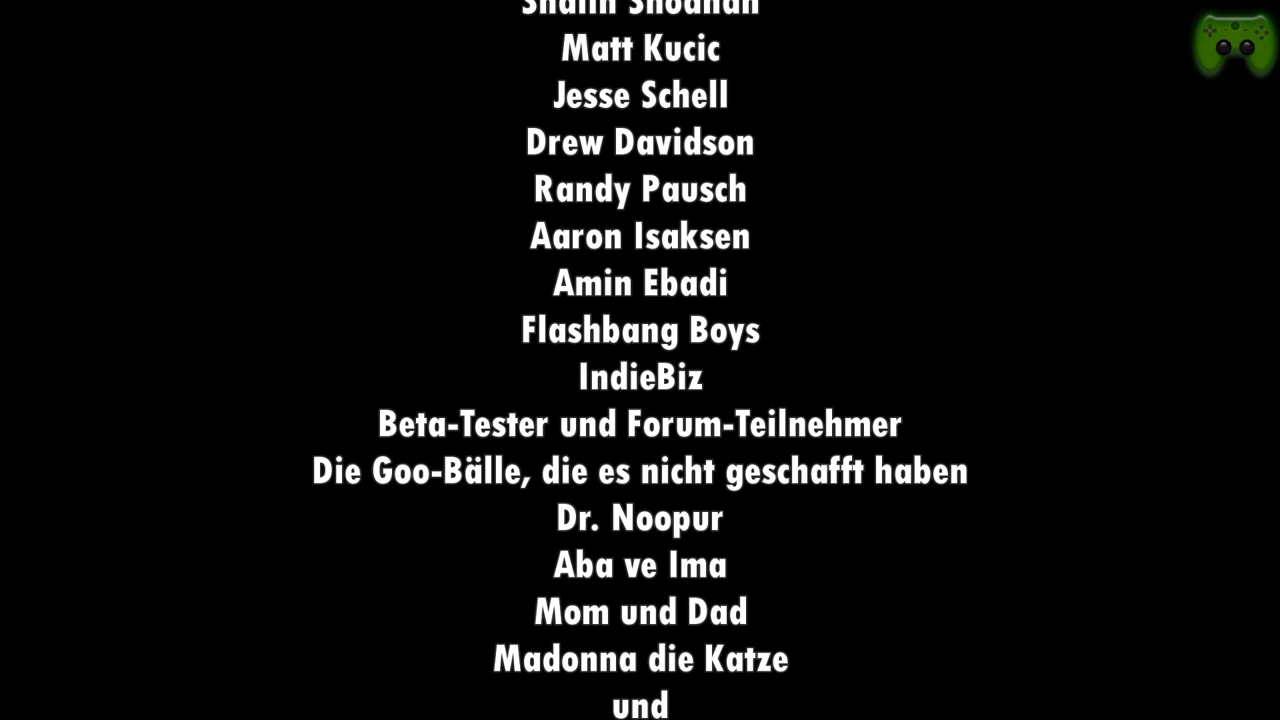 Shalin Shodhan
Matt Kucic
Jesse Schell
Drew Davidson
Randy Pausch
Aaron Isaksen
Amin Ebadi
Flashbang Boys
IndieBiz
Beta-Tester und Forum-Teilnehmer
Die Goo-Bälle, die es nicht geschafft haben
Dr. Noopur
Aba ve Ima
Mom und Dad
Madonna die Katze
und